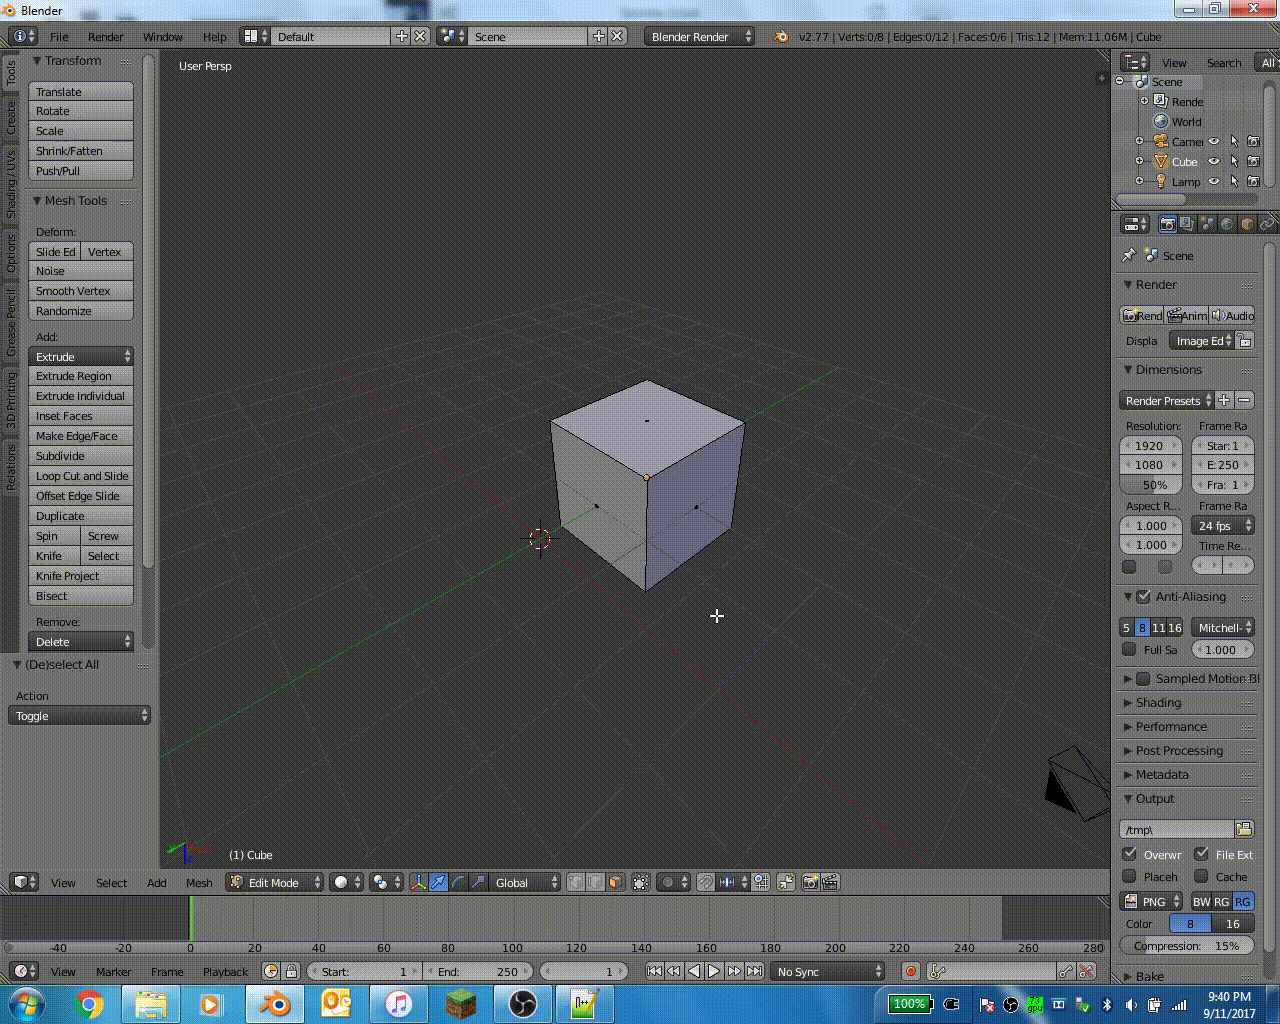 Blender
File Render Window Help Default Scene Blender Render v2.77 | Verts:0/8 | Edges:0/12 | Faces:0/6 | Tris:12 | Mem:11.06M | Cube
Tools
Create
Shading / UVs
Options
Grease Pencil
3D Printing
Relations
Transform
Translate
Rotate
Scale
Shrink/Fatten
Push/Pull
Mesh Tools
Deform:
Slide Ed Vertex
Noise
Smooth Vertex
Randomize
Add:
Extrude
Extrude Region
Extrude Individual
Inset Faces
Make Edge/Face
Subdivide
Loop Cut and Slide
Offset Edge Slide
Duplicate
Spin Screw
Knife Select
Knife Project
Bisect
Remove:
Delete
(De)select All
Action
Toggle
User Persp
(1) Cube
View Select Add Mesh Edit Mode Global
View Search All
Scene
Rende
World
Camer
Cube
Lamp
Scene
Render
Rend Anim Audio
Displa Image Ed
Dimensions
Render Presets
Resolution: Frame Ra
1920 Star: 1
1080 E: 250
50% Fra: 1
Aspect R... Frame Ra
1.000 24 fps
1.000 Time Re...
Anti-Aliasing
5 8 11 16 Mitchell-
Full Sa 1.000
Sampled Motion Bl
Shading
Performance
Post Processing
Metadata
Output
/tmp\
Overwr File Ext
Placeh Cache
PNG BW RG RG
Color 8 16
Compression: 15%
Bake
-40 -20 0 20 40 60 80 100 120 140 160 180 200 220 240 260 280
View Marker Frame Playback Start: 1 End: 250 1 No Sync
100% 9:40 PM
9/11/2017